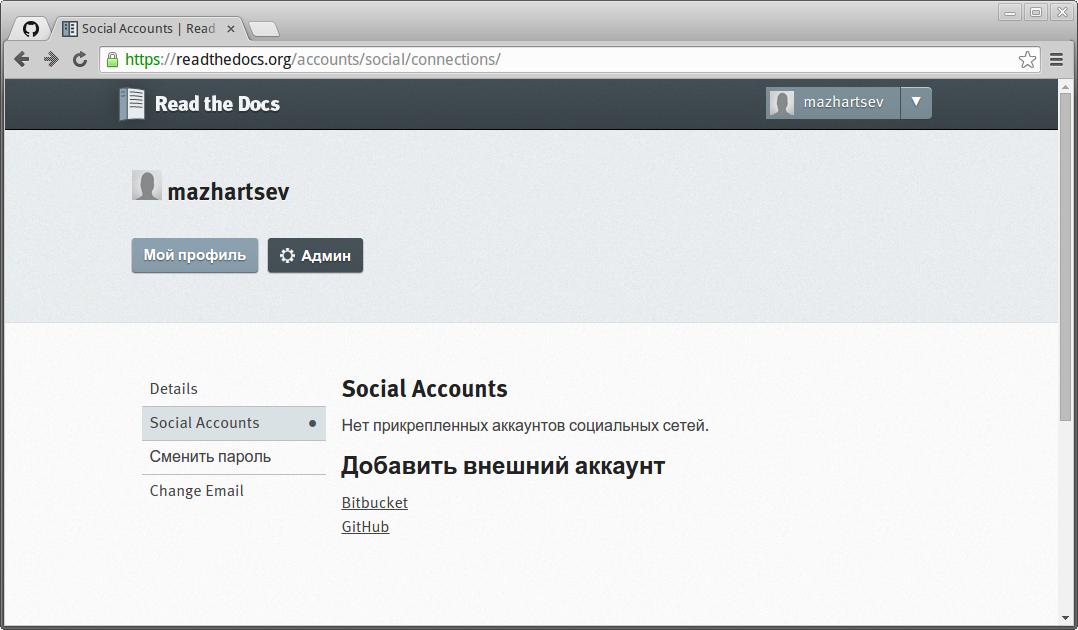 Social Accounts | Read
https://readthedocs.org/accounts/social/connections/
Read the Docs
mazhartsev
mazhartsev
Мой профиль
Админ
Details
Social Accounts
Сменить пароль
Change Email
Social Accounts
Нет прикрепленных аккаунтов социальных сетей.
Добавить внешний аккаунт
Bitbucket
GitHub